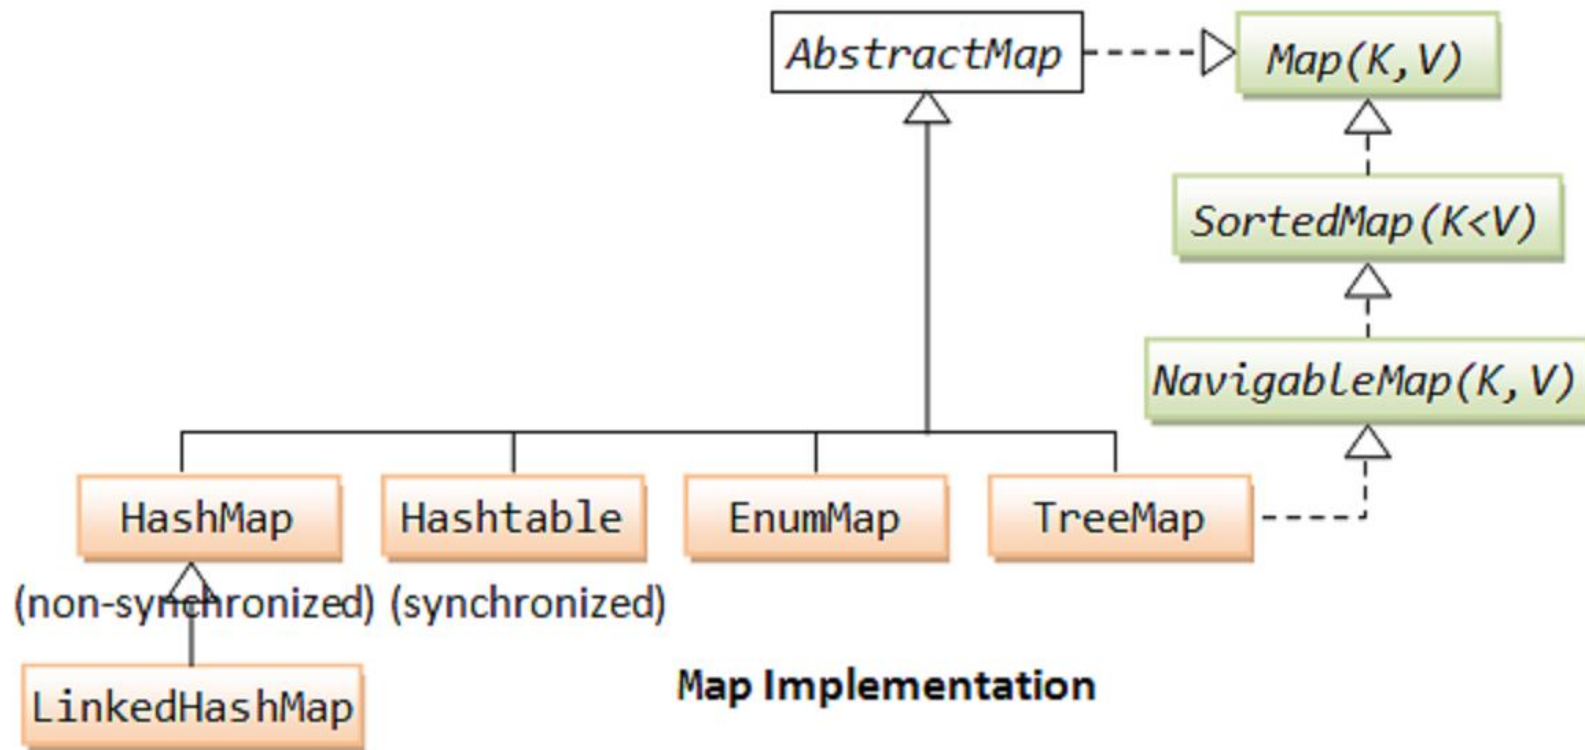 AbstractMap
Map(K,V)
SortedMap(K<V)
NavigableMap(K,V)
HashMap
Hashtable
EnumMap
TreeMap
(non-synchronized)
(synchronized)
LinkedHashMap
Map Implementation